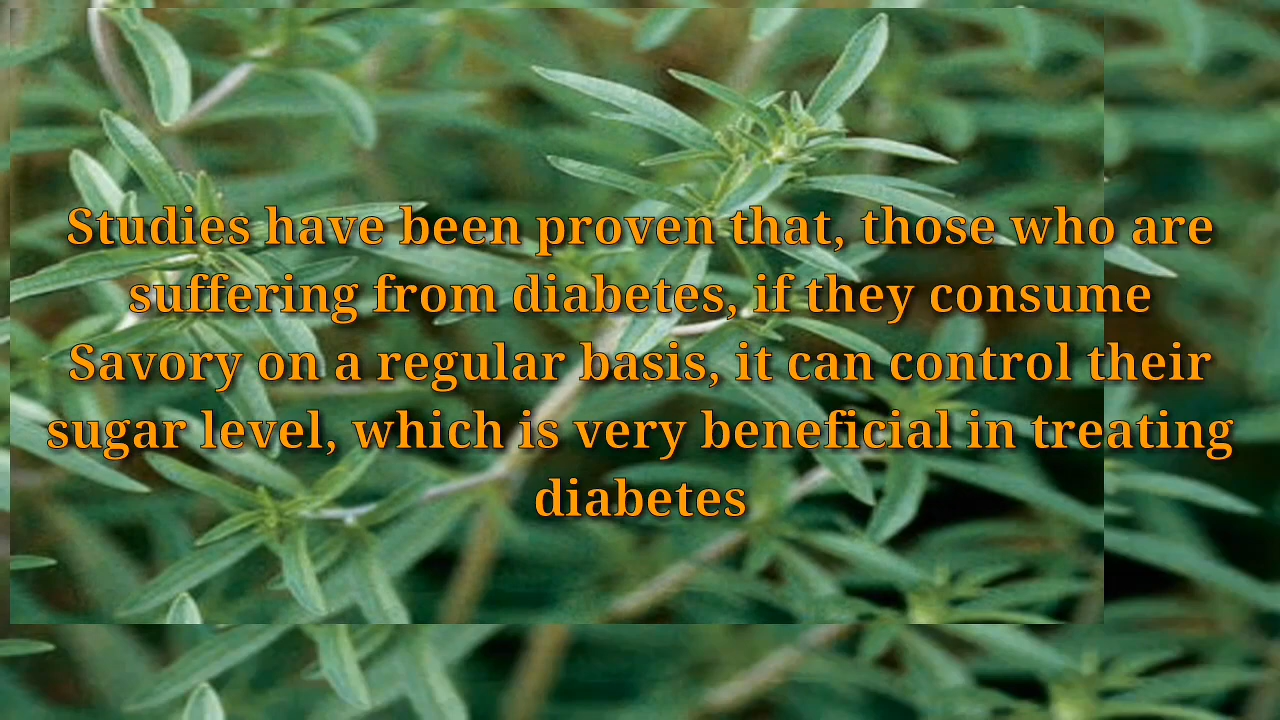 Studies have been proven that, those who are
suffering from diabetes, if they consume
Savory on a regular basis, it can control their
sugar level, which is very beneficial in treating
diabetes